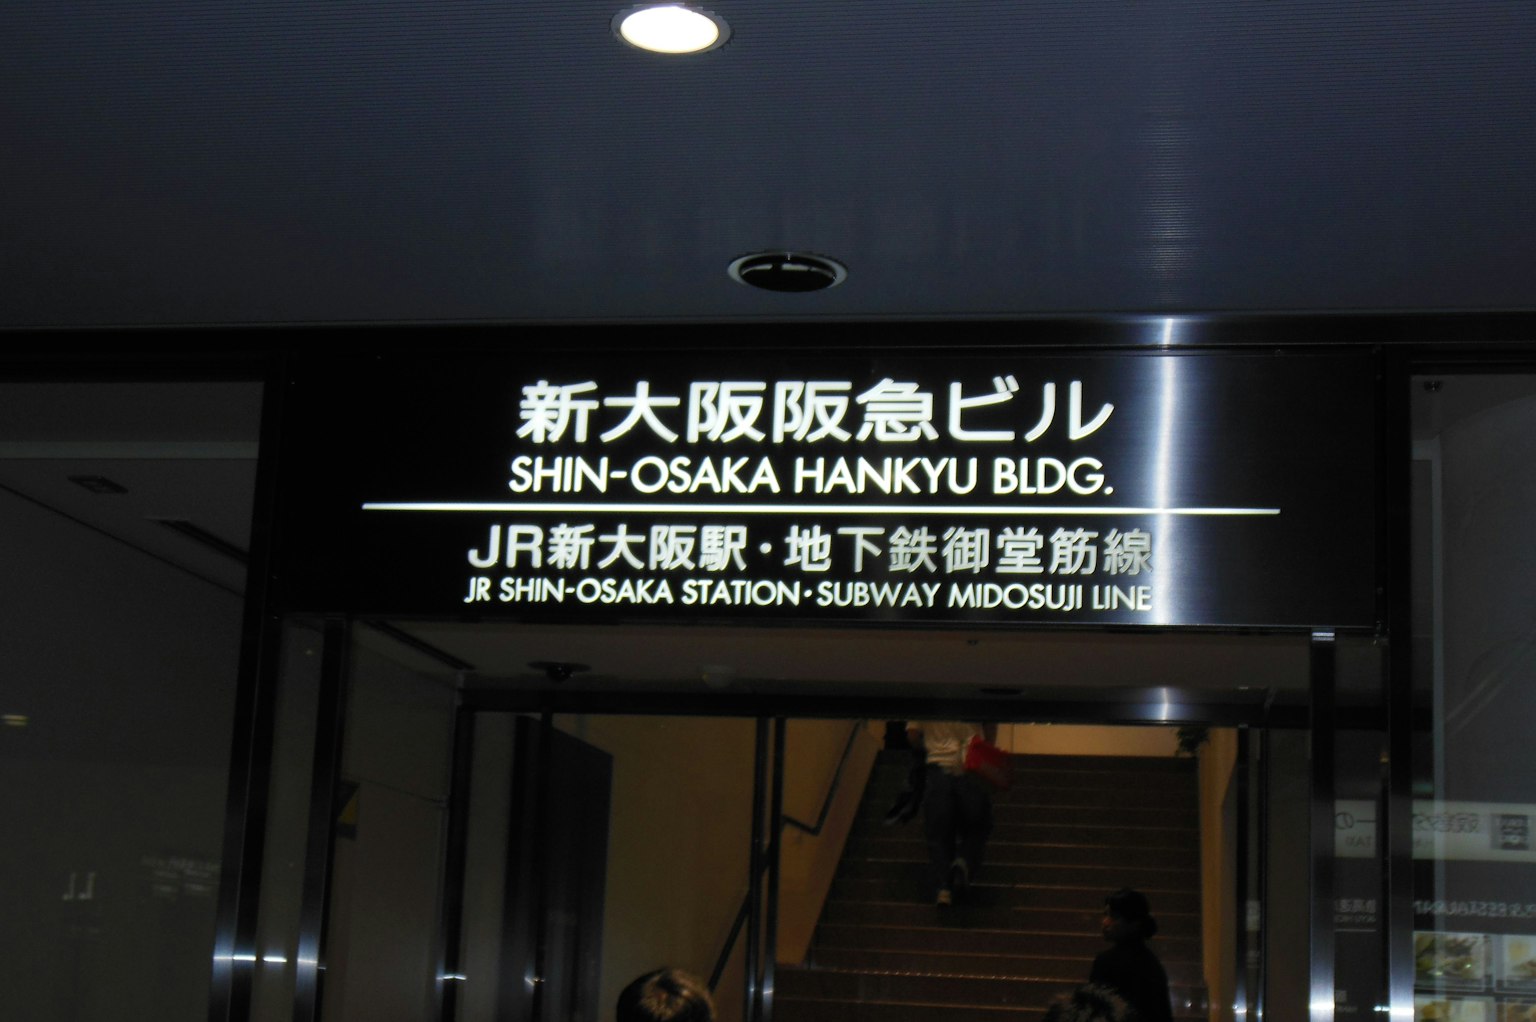 新大阪阪急ビル
SHIN-OSAKA HANKYU BLDG.
JR新大阪駅・地下鉄御堂筋線
JR SHIN-OSAKA STATION・SUBWAY MIDOSUJI LINE